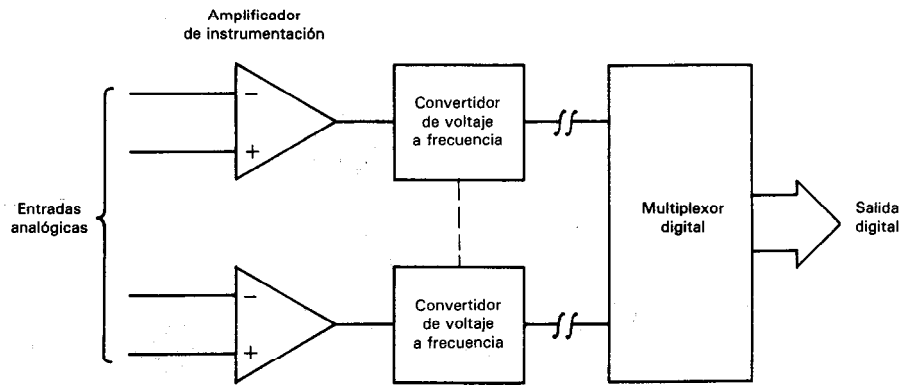 Amplificador
de instrumentación
−
+
Convertidor
de voltaje
a frecuencia
Entradas
analógicas
Multiplexor
digital
Salida
digital
−
+
Convertidor
de voltaje
a frecuencia